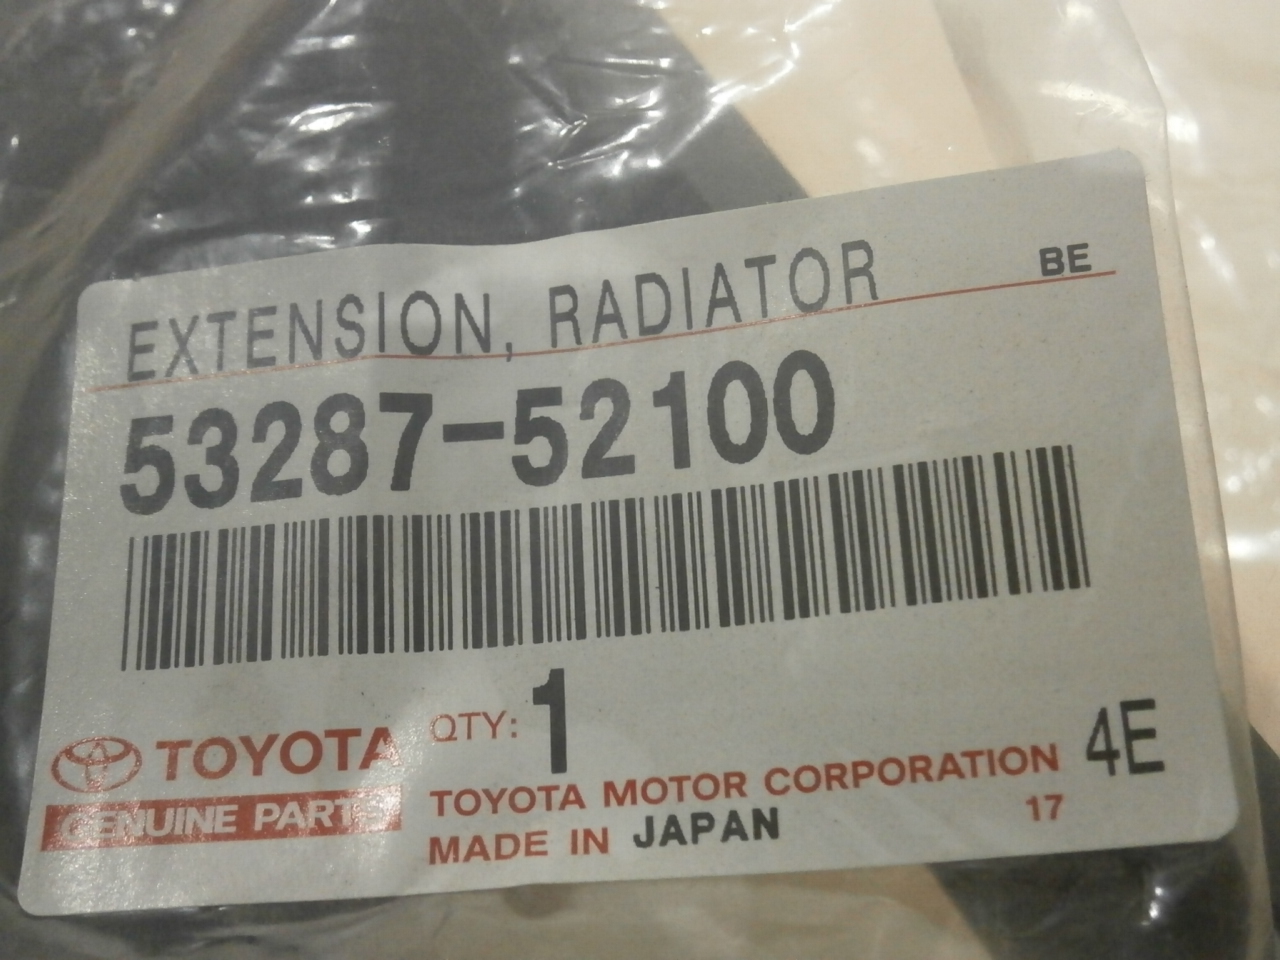 EXTENSION, RADIATOR BE
53287-52100
QTY: 1
TOYOTA
GENUINE PARTS
TOYOTA MOTOR CORPORATION 4E
MADE IN JAPAN 17